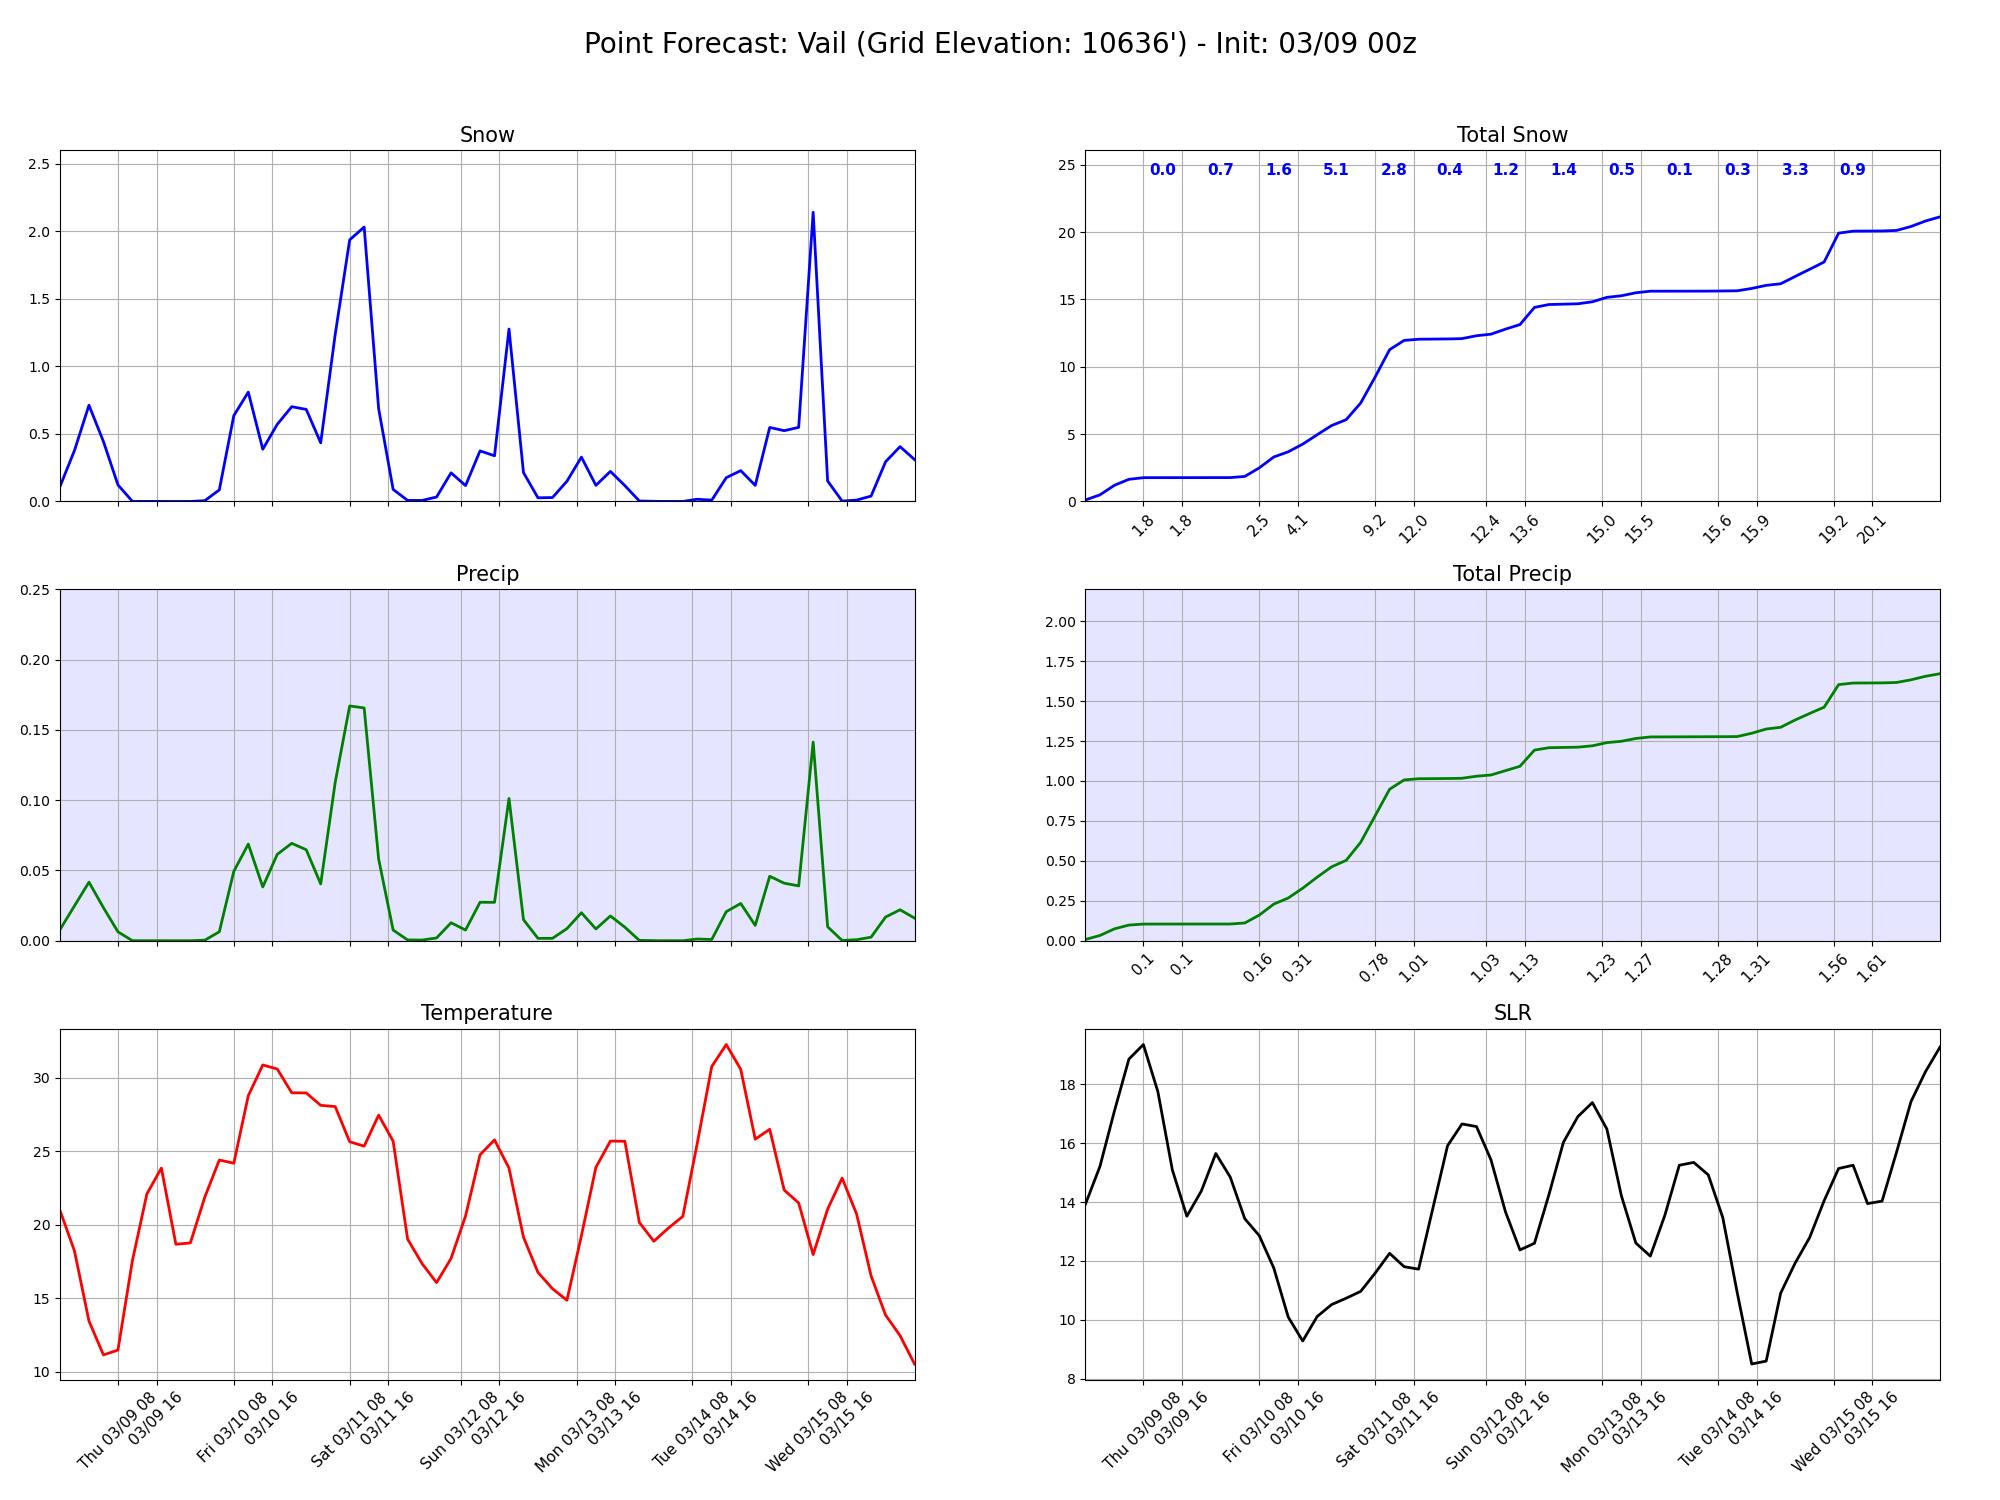 Point Forecast: Vail (Grid Elevation: 10636') - Init: 03/09 00z
Snow
2.5
2.0
1.5
1.0
0.5
0.0
Total Snow
25
20
15
10
5
0
0.0 0.7 1.6 5.1 2.8 0.4 1.2 1.4 0.5 0.1 0.3 3.3 0.9
1.8 1.8 2.5 4.1 9.2 12.0 12.4 13.6 15.0 15.5 15.6 15.9 19.2 20.1
Precip
0.25
0.20
0.15
0.10
0.05
0.00
Total Precip
2.00
1.75
1.50
1.25
1.00
0.75
0.50
0.25
0.00
0.1 0.1 0.16 0.31 0.78 1.01 1.03 1.13 1.23 1.27 1.28 1.31 1.56 1.61
Temperature
30
25
20
15
10
Thu 03/09 08
03/09 16
Fri 03/10 08
03/10 16
Sat 03/11 08
03/11 16
Sun 03/12 08
03/12 16
Mon 03/13 08
03/13 16
Tue 03/14 08
03/14 16
Wed 03/15 08
03/15 16
SLR
18
16
14
12
10
8
Thu 03/09 08
03/09 16
Fri 03/10 08
03/10 16
Sat 03/11 08
03/11 16
Sun 03/12 08
03/12 16
Mon 03/13 08
03/13 16
Tue 03/14 08
03/14 16
Wed 03/15 08
03/15 16